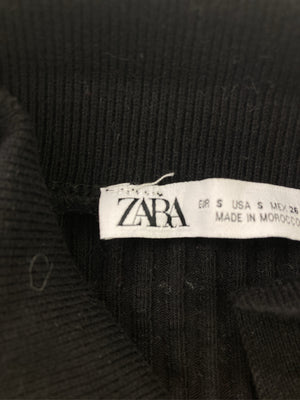 ZARA
EUR S USA S MEX 26
MADE IN MOROCCO